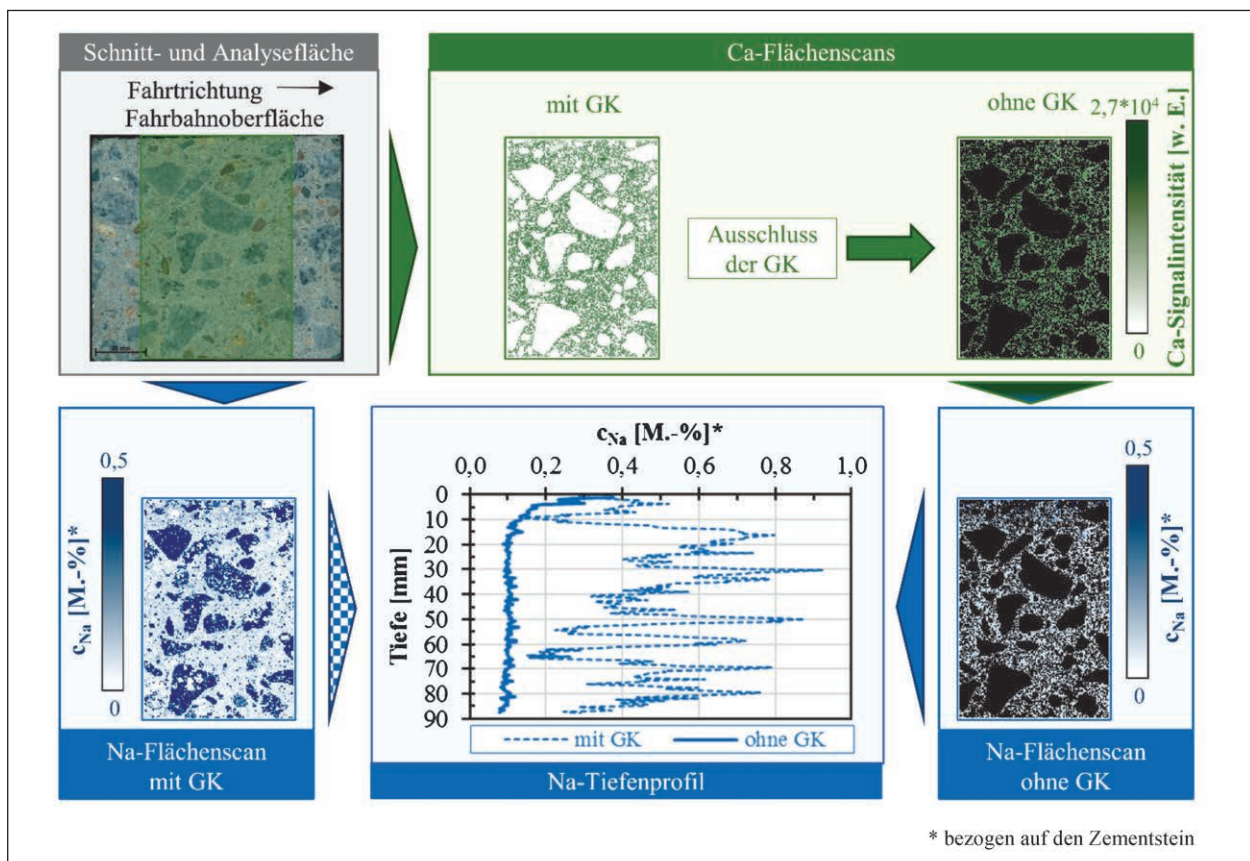 Schnitt- und Analysefläche
Fahrtrichtung
Fahrbahnoberfläche
Ca-Flächenscans
mit GK
Ausschluss
der GK
ohne GK
2,7*10⁴
0
Ca-Signalintensität [w. E.]
0,5
0
c_Na [M.-%]*
Na-Flächenscan
mit GK
c_Na [M.-%]*
0,0 0,2 0,4 0,6 0,8 1,0
Tiefe [mm]
0
10
20
30
40
50
60
70
80
90
mit GK ohne GK
Na-Tiefenprofil
0,5
0
c_Na [M.-%]*
Na-Flächenscan
ohne GK
* bezogen auf den Zementstein